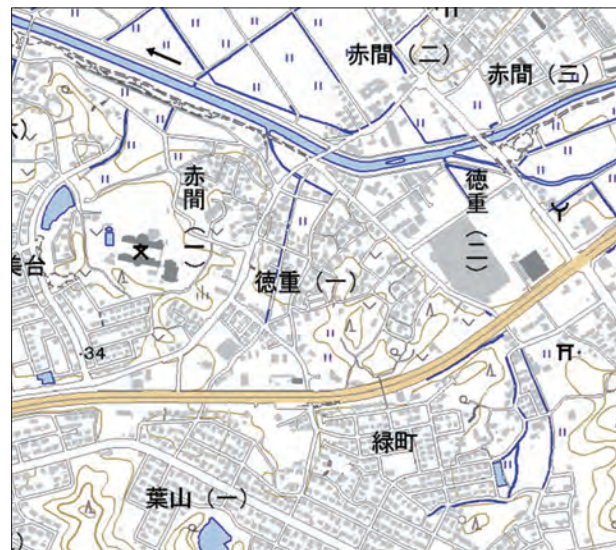 赤間（二）
赤間（三）
赤間（一）
徳重（二）
徳重（一）
美台
・34
緑町
葉山（一）